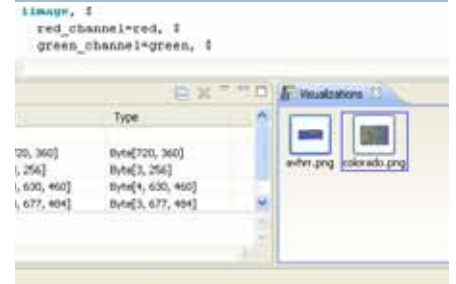 iimage, $
red_channel=red, $
green_channel=green, $
Visualizations
Type
720, 360] Byte[720, 360]
, 256] Byte[3, 256]
, 630, 460] Byte[4, 630, 460]
, 677, 484] Byte[3, 677, 484]
avhrr.png colorado.png